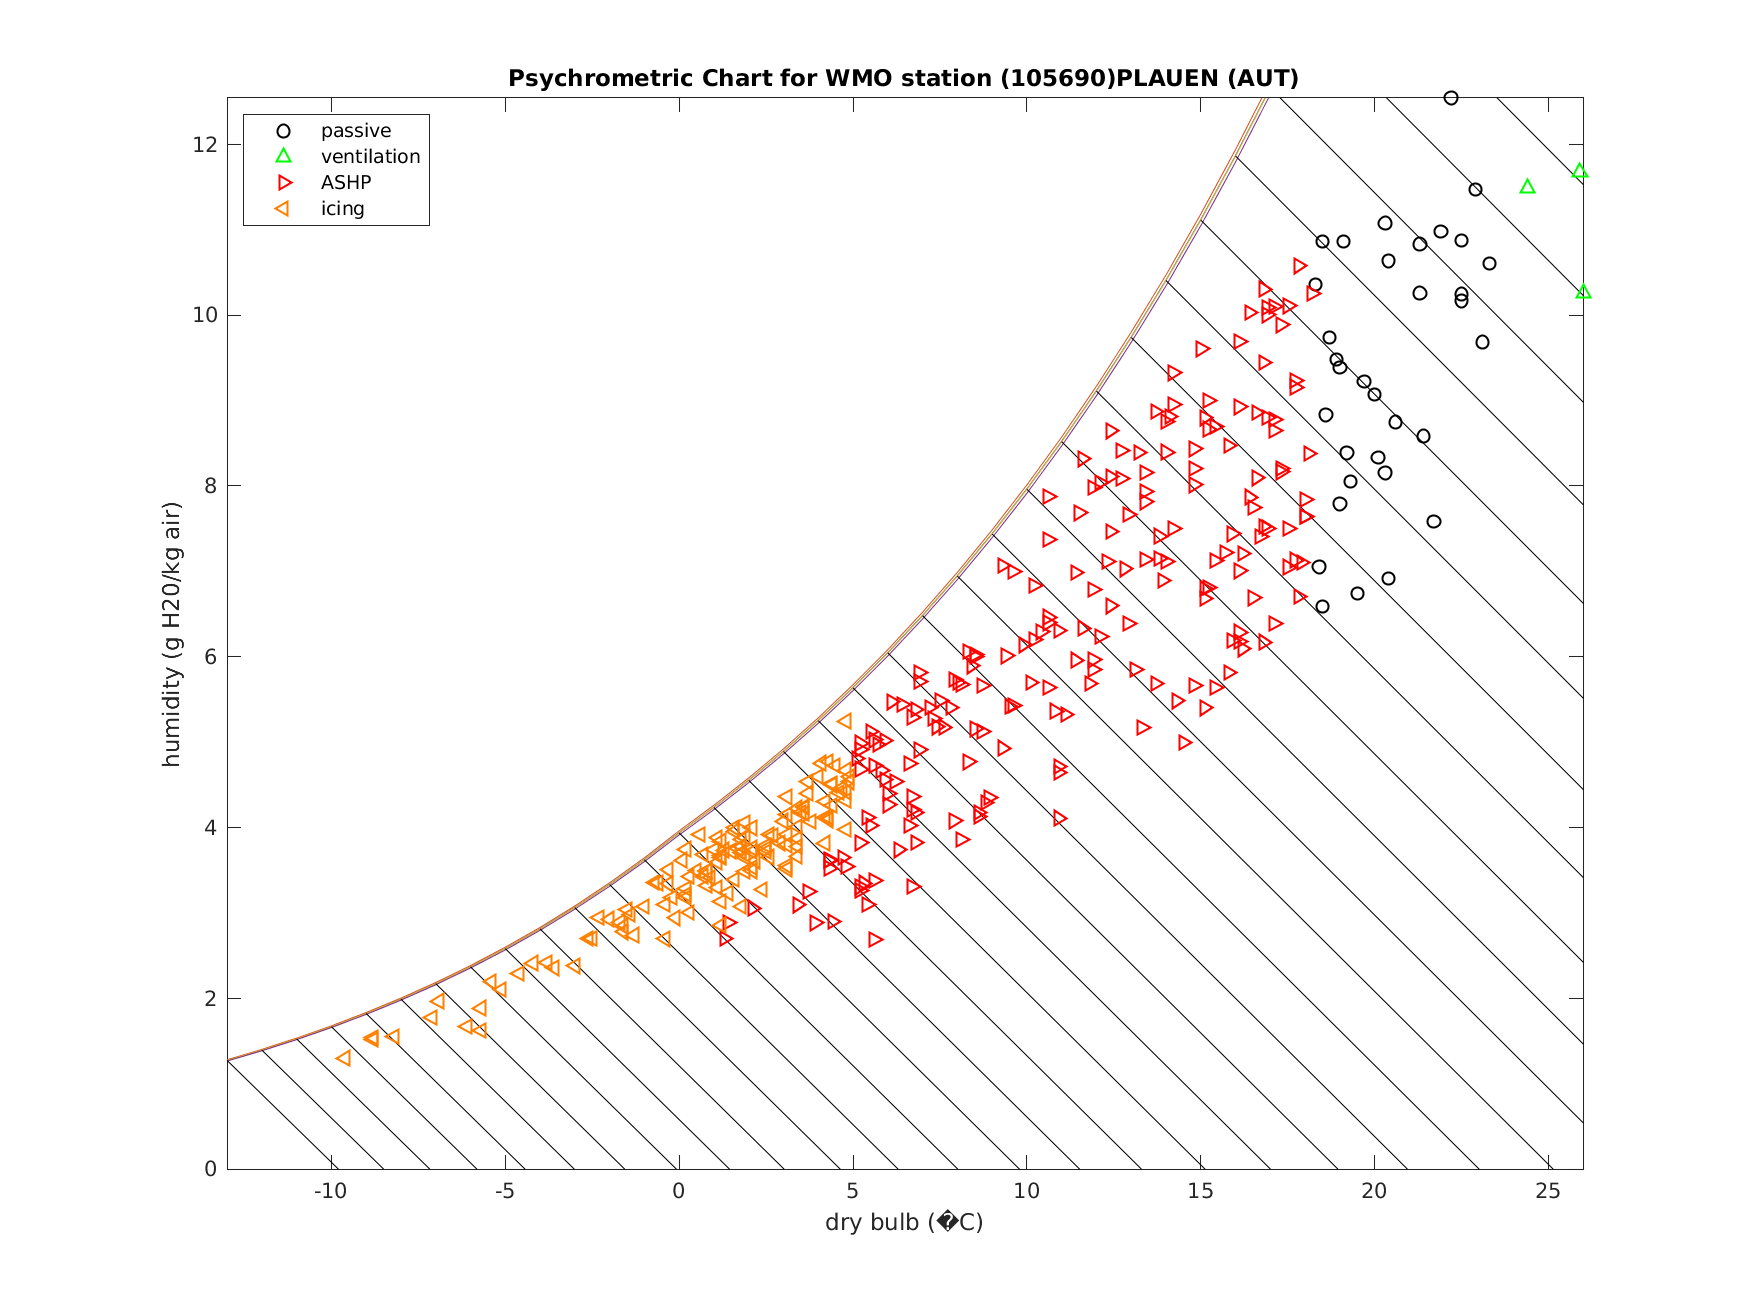 Psychrometric Chart for WMO station (105690)PLAUEN (AUT)
passive
ventilation
ASHP
icing
12
10
8
6
4
2
0
humidity (g H20/kg air)
-10 -5 0 5 10 15 20 25
dry bulb (�C)